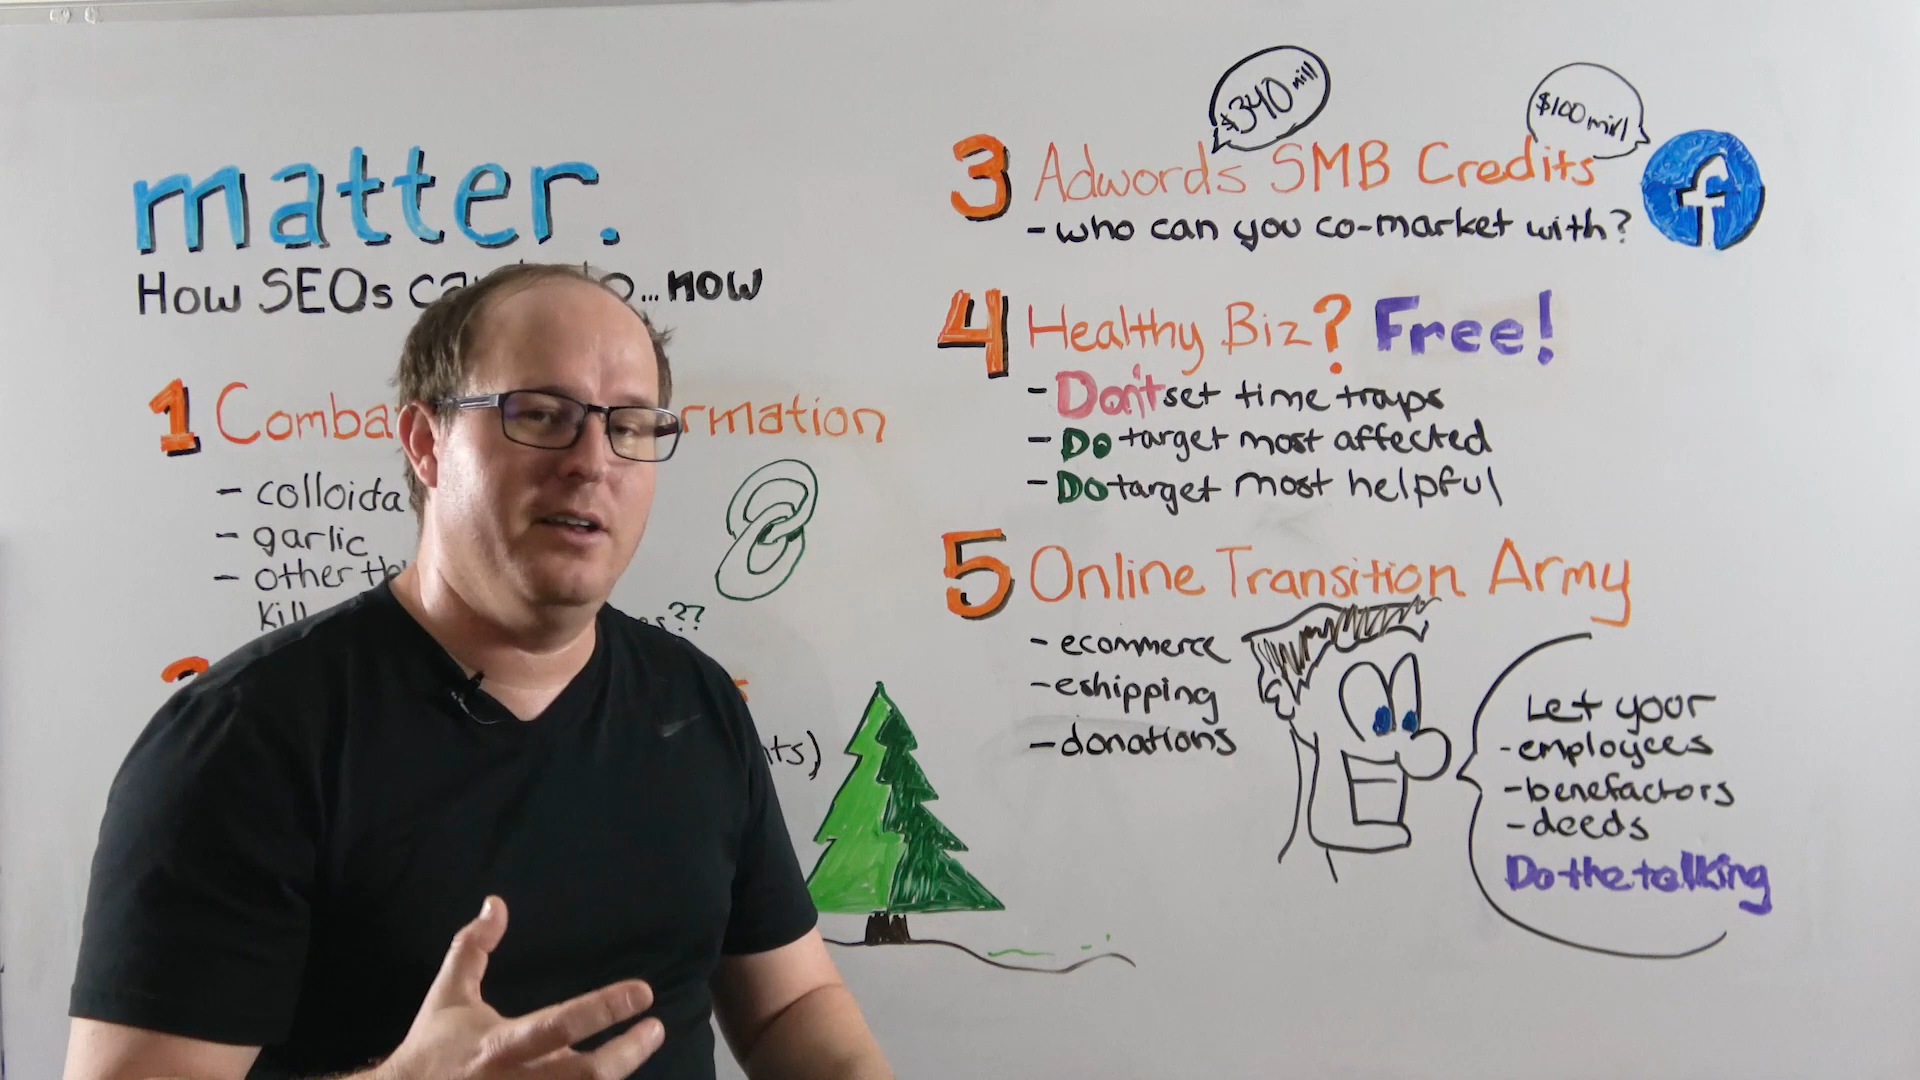 matter.
How SEOs ... now
1 Comba rmation
- colloida
- garlic
- other
kill ??
nts)
$340 mill
$100 mill
3 Adwords SMB Credits
- who can you co-market with?
4 Healthy Biz? Free!
- Don't set time traps
- Do target most affected
- Do target most helpful
5 Online Transition Army
- ecommerce
- eshipping
- donations
Let your
- employees
- benefactors
- deeds
Do the talking